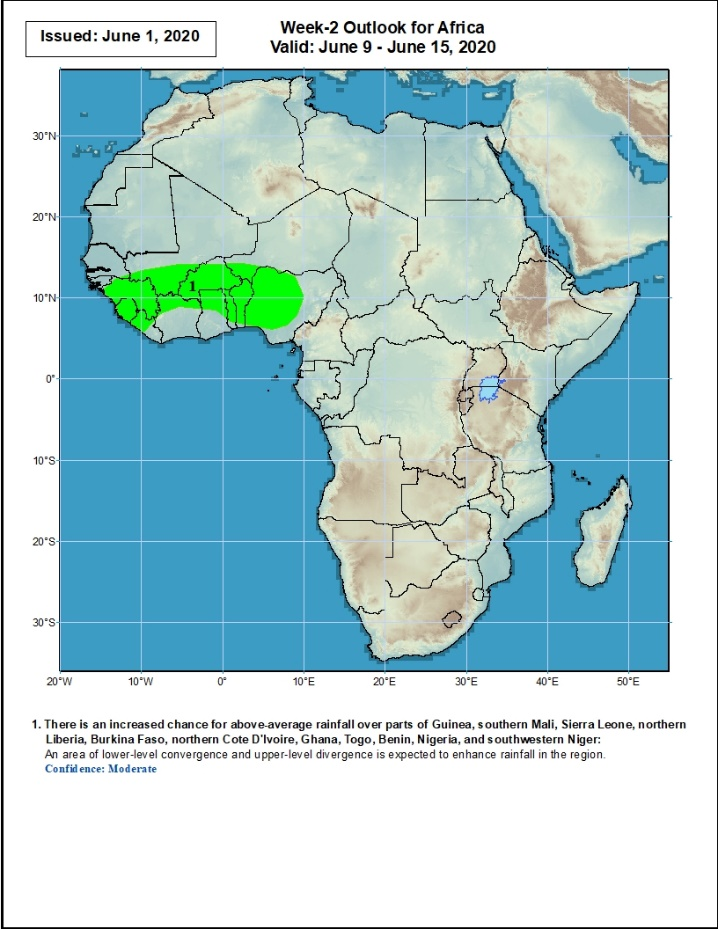 Issued: June 1, 2020
Week-2 Outlook for Africa
Valid: June 9 - June 15, 2020
30°N
20°N
1
10°N
0°
10°S
20°S
30°S
20°W 10°W 0° 10°E 20°E 30°E 40°E 50°E
1. There is an increased chance for above-average rainfall over parts of Guinea, southern Mali, Sierra Leone, northern
Liberia, Burkina Faso, northern Cote D'Ivoire, Ghana, Togo, Benin, Nigeria, and southwestern Niger:
An area of lower-level convergence and upper-level divergence is expected to enhance rainfall in the region.
Confidence: Moderate